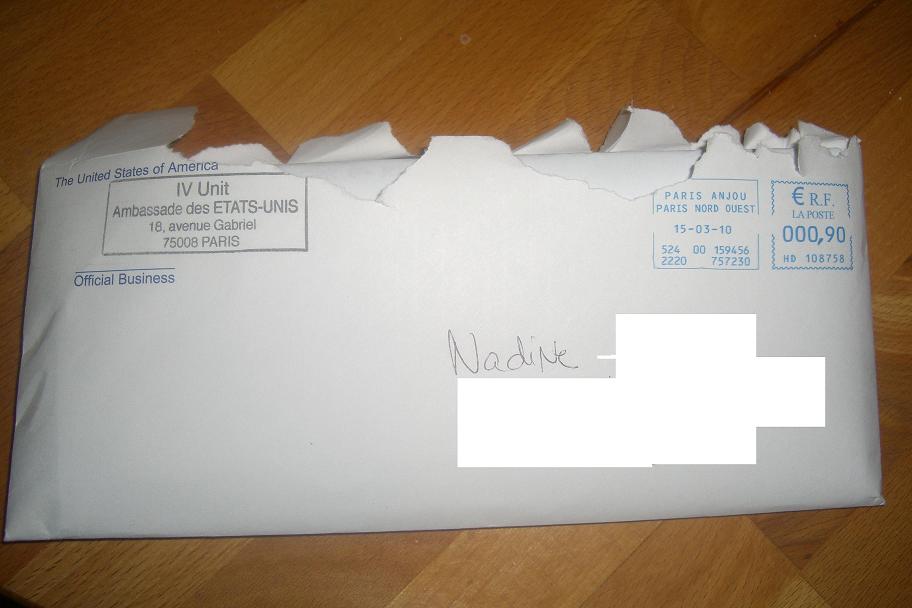 The United States of America
IV Unit
Ambassade des ETATS-UNIS
18, avenue Gabriel
75008 PARIS
Official Business
PARIS ANJOU
PARIS NORD OUEST
15-03-10
524 00 159456
2220 757230
€ R.F.
LA POSTE
000,90
HD 108758
Nadine